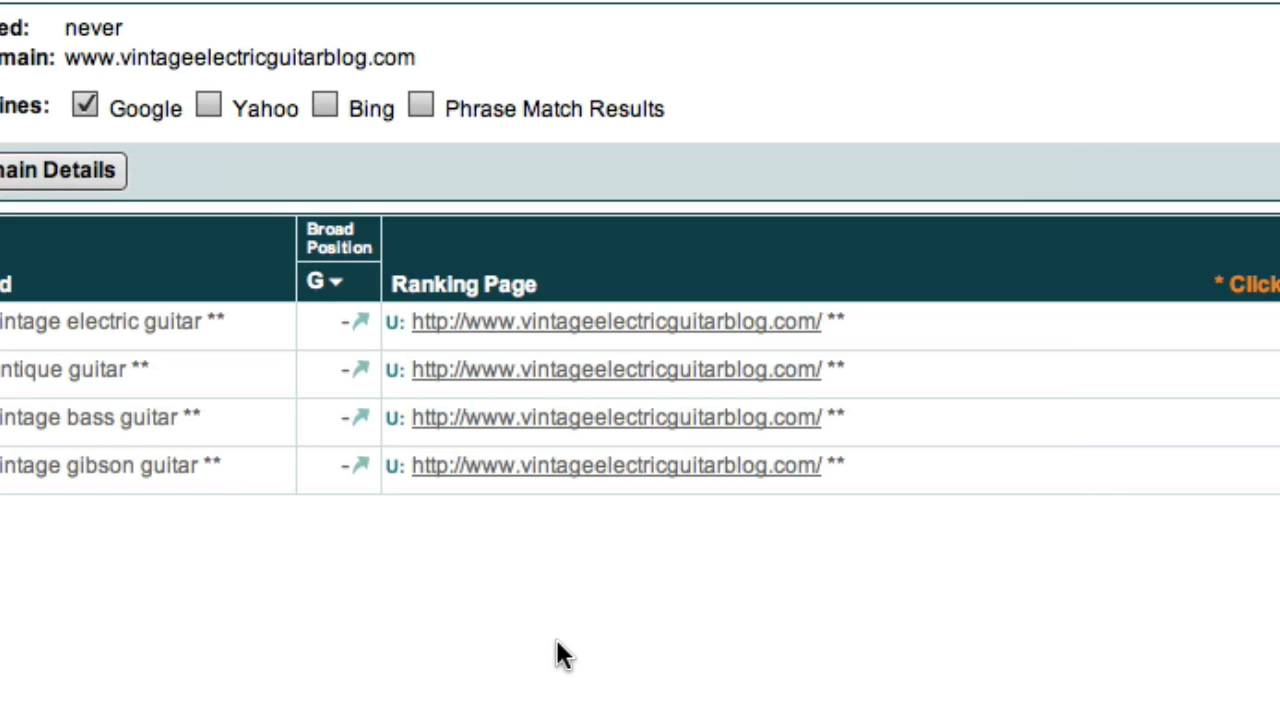 ed: never
main: www.vintageelectricguitarblog.com
ines: Google Yahoo Bing Phrase Match Results
main Details
Broad
Position
d G Ranking Page * Click
intage electric guitar ** - U: http://www.vintageelectricguitarblog.com/ **
ntique guitar ** - U: http://www.vintageelectricguitarblog.com/ **
intage bass guitar ** - U: http://www.vintageelectricguitarblog.com/ **
intage gibson guitar ** - U: http://www.vintageelectricguitarblog.com/ **